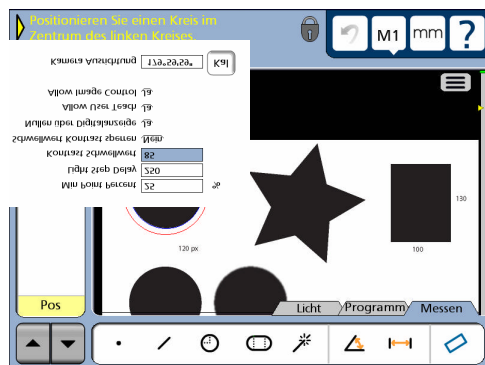 Positionieren Sie einen Kreis im
Zentrum des linken Kreises.
M1
mm
?
Kamera Ausrichtung 179°59'59" Kal
Allow Image Control Ja
Allow User Teach Ja
Nullen über Digitalanzeige Ja
Schwellwert Kontrast sperren Nein
Kontrast Schwellwert 85
Light Step Delay 250
Min Point Percent 25 %
130
120 px
100
Pos
Licht
Programm
Messen